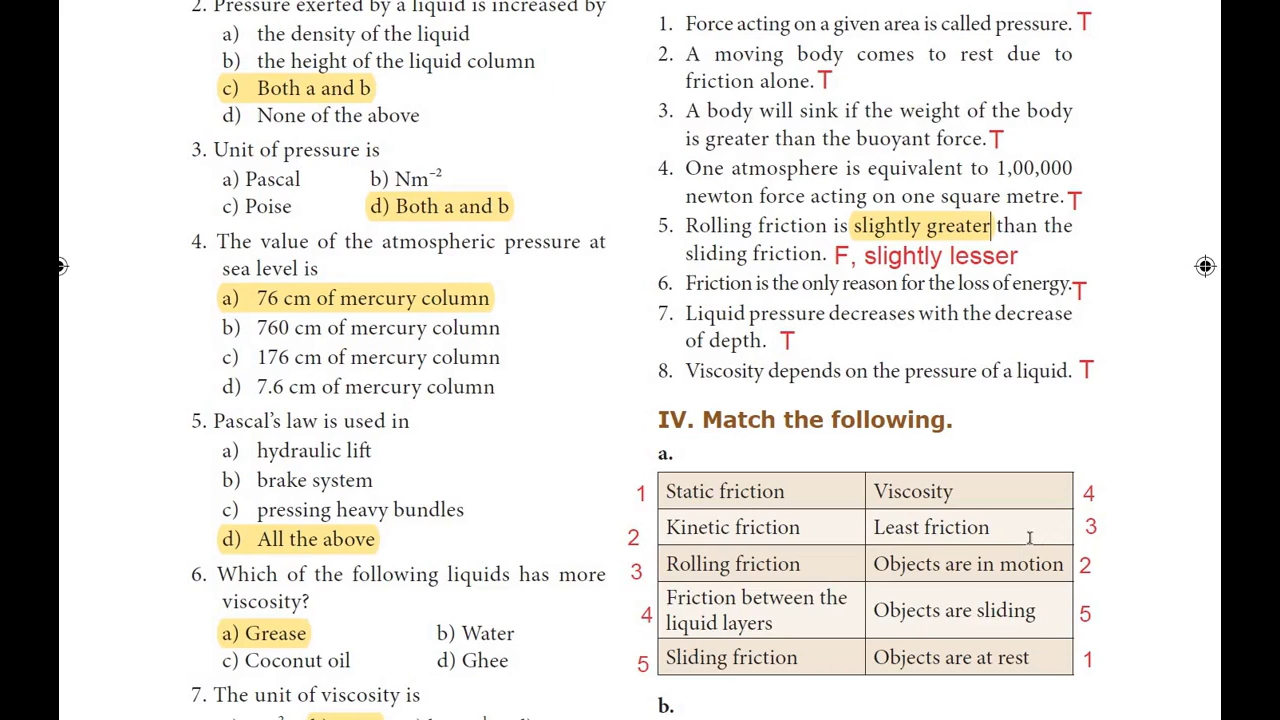 2. Pressure exerted by a liquid is increased by
a) the density of the liquid
b) the height of the liquid column
c) Both a and b
d) None of the above
3. Unit of pressure is
a) Pascal b) Nm⁻²
c) Poise d) Both a and b
4. The value of the atmospheric pressure at
sea level is
a) 76 cm of mercury column
b) 760 cm of mercury column
c) 176 cm of mercury column
d) 7.6 cm of mercury column
5. Pascal's law is used in
a) hydraulic lift
b) brake system
c) pressing heavy bundles
d) All the above
6. Which of the following liquids has more
viscosity?
a) Grease b) Water
c) Coconut oil d) Ghee
7. The unit of viscosity is
1. Force acting on a given area is called pressure. T
2. A moving body comes to rest due to
friction alone. T
3. A body will sink if the weight of the body
is greater than the buoyant force. T
4. One atmosphere is equivalent to 1,00,000
newton force acting on one square metre. T
5. Rolling friction is slightly greater than the
sliding friction. F, slightly lesser
6. Friction is the only reason for the loss of energy. T
7. Liquid pressure decreases with the decrease
of depth. T
8. Viscosity depends on the pressure of a liquid. T
IV. Match the following.
a.
1 Static friction Viscosity 4
2 Kinetic friction Least friction 3
3 Rolling friction Objects are in motion 2
4 Friction between the
liquid layers Objects are sliding 5
5 Sliding friction Objects are at rest 1
b.